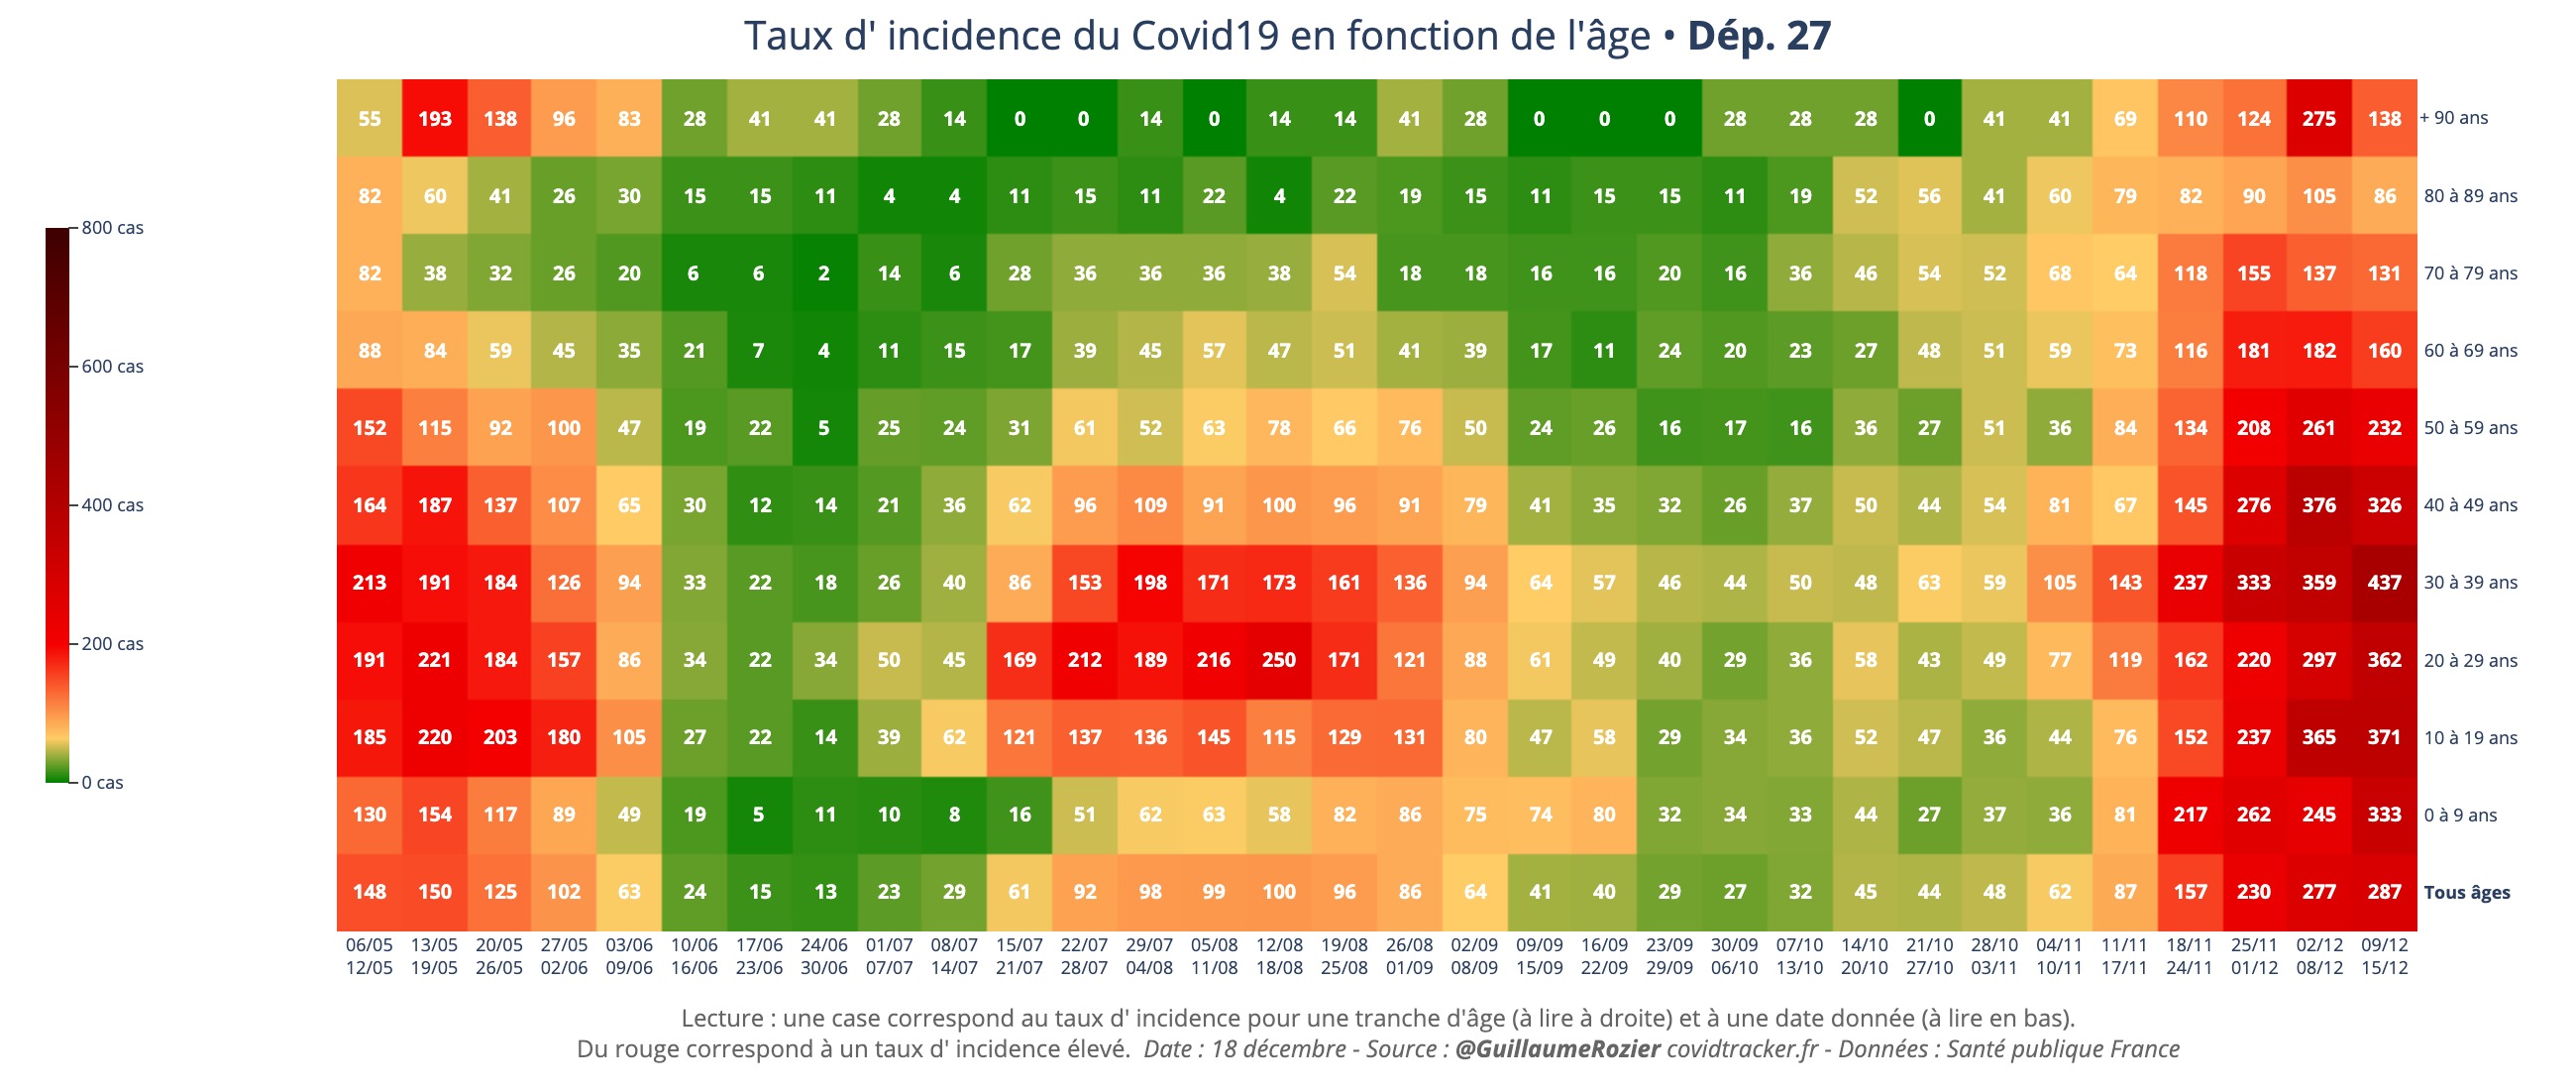 Taux d' incidence du Covid19 en fonction de l'âge • Dép. 27
800 cas
600 cas
400 cas
200 cas
0 cas
55 193 138 96 83 28 41 41 28 14 0 0 14 0 14 14 41 28 0 0 0 28 28 28 0 41 41 69 110 124 275 138 + 90 ans
82 60 41 26 30 15 15 11 4 4 11 15 11 22 4 22 19 15 11 15 15 11 19 52 56 41 60 79 82 90 105 86 80 à 89 ans
82 38 32 26 20 6 6 2 14 6 28 36 36 36 38 54 18 18 16 16 20 16 36 46 54 52 68 64 118 155 137 131 70 à 79 ans
88 84 59 45 35 21 7 4 11 15 17 39 45 57 47 51 41 39 17 11 24 20 23 27 48 51 59 73 116 181 182 160 60 à 69 ans
152 115 92 100 47 19 22 5 25 24 31 61 52 63 78 66 76 50 24 26 16 17 16 36 27 51 36 84 134 208 261 232 50 à 59 ans
164 187 137 107 65 30 12 14 21 36 62 96 109 91 100 96 91 79 41 35 32 26 37 50 44 54 81 67 145 276 376 326 40 à 49 ans
213 191 184 126 94 33 22 18 26 40 86 153 198 171 173 161 136 94 64 57 46 44 50 48 63 59 105 143 237 333 359 437 30 à 39 ans
191 221 184 157 86 34 22 34 50 45 169 212 189 216 250 171 121 88 61 49 40 29 36 58 43 49 77 119 162 220 297 362 20 à 29 ans
185 220 203 180 105 27 22 14 39 62 121 137 136 145 115 129 131 80 47 58 29 34 36 52 47 36 44 76 152 237 365 371 10 à 19 ans
130 154 117 89 49 19 5 11 10 8 16 51 62 63 58 82 86 75 74 80 32 34 33 44 27 37 36 81 217 262 245 333 0 à 9 ans
148 150 125 102 63 24 15 13 23 29 61 92 98 99 100 96 86 64 41 40 29 27 32 45 44 48 62 87 157 230 277 287 Tous âges
06/05 13/05 20/05 27/05 03/06 10/06 17/06 24/06 01/07 08/07 15/07 22/07 29/07 05/08 12/08 19/08 26/08 02/09 09/09 16/09 23/09 30/09 07/10 14/10 21/10 28/10 04/11 11/11 18/11 25/11 02/12 09/12
12/05 19/05 26/05 02/06 09/06 16/06 23/06 30/06 07/07 14/07 21/07 28/07 04/08 11/08 18/08 25/08 01/09 08/09 15/09 22/09 29/09 06/10 13/10 20/10 27/10 03/11 10/11 17/11 24/11 01/12 08/12 15/12
Lecture : une case correspond au taux d' incidence pour une tranche d'âge (à lire à droite) et à une date donnée (à lire en bas).
Du rouge correspond à un taux d' incidence élevé. Date : 18 décembre - Source : @GuillaumeRozier covidtracker.fr - Données : Santé publique France